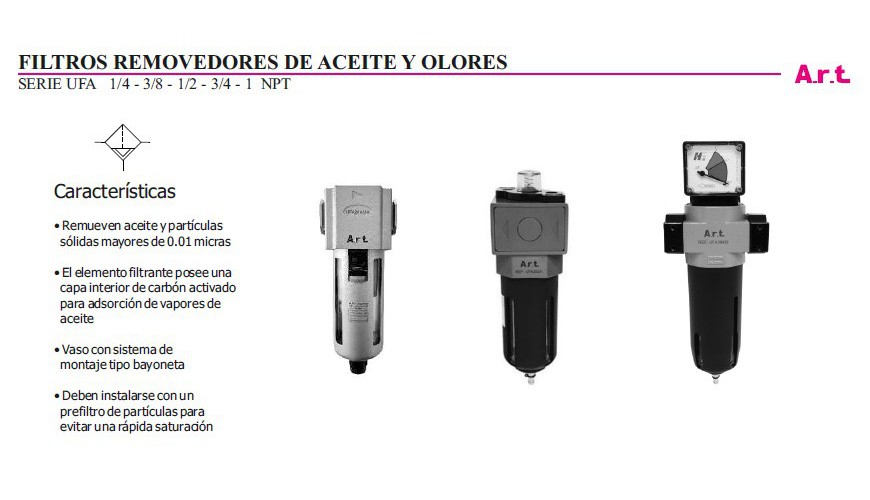 FILTROS REMOVEDORES DE ACEITE Y OLORES
A.r.t.
SERIE UFA 1/4 - 3/8 - 1/2 - 3/4 - 1 NPT
Características
• Remueven aceite y partículas
sólidas mayores de 0.01 micras
• El elemento filtrante posee una
capa interior de carbón activado
para adsorción de vapores de
aceite
• Vaso con sistema de
montaje tipo bayoneta
• Deben instalarse con un
prefiltro de partículas para
evitar una rápida saturación
A.r.t.
A.r.t.
A.r.t.